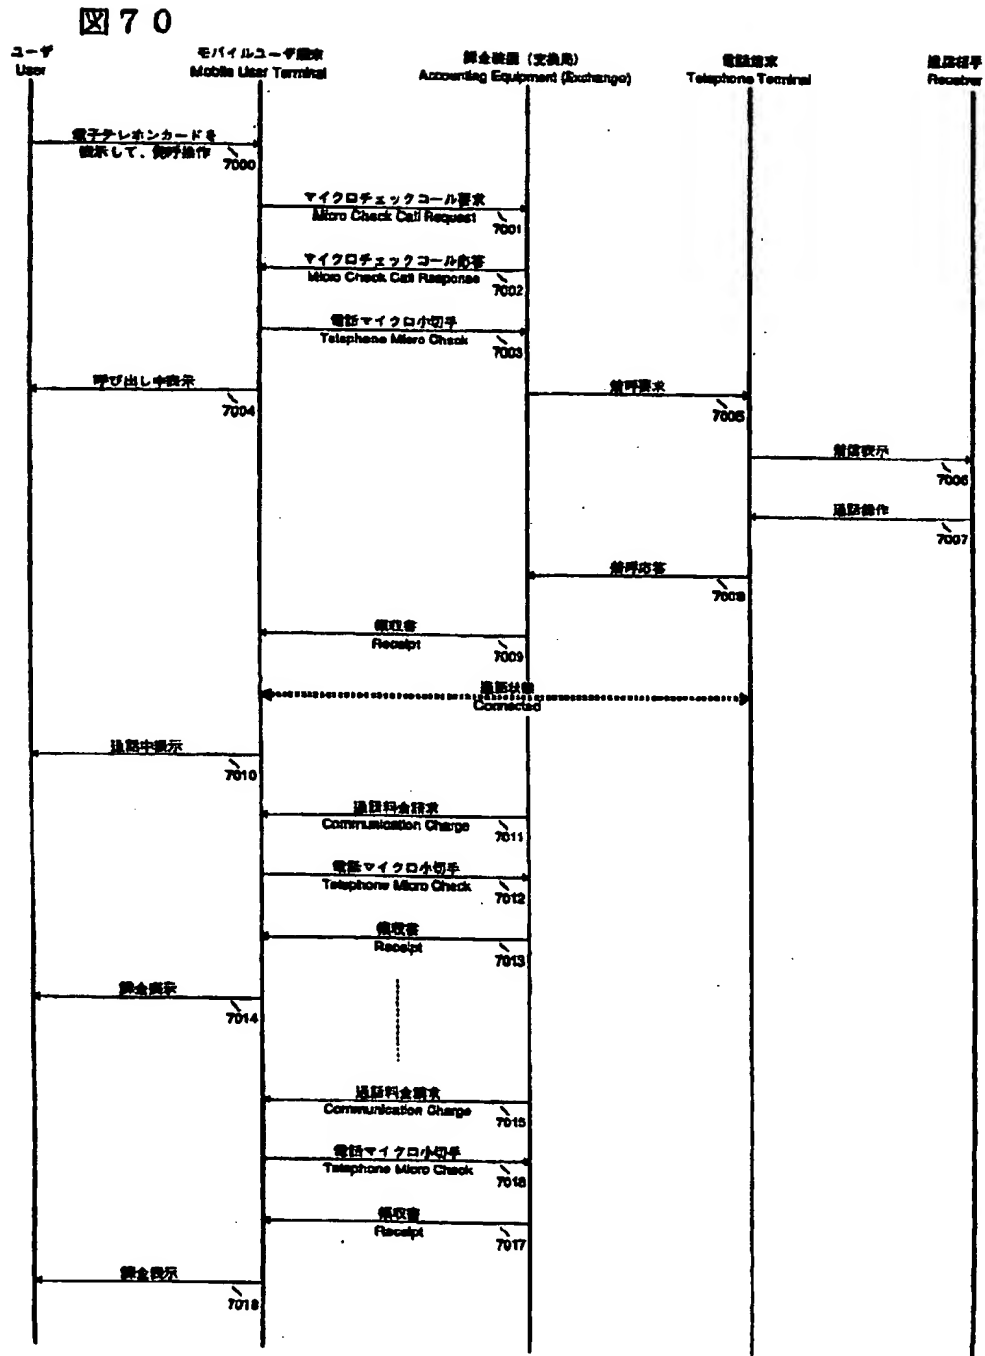 図70
ユーザ
User
モバイルユーザ端末
Mobile User Terminal
課金装置（交換局）
Accounting Equipment (Exchange)
電話端末
Telephone Terminal
通信相手
Receiver
電子テレホンカードを
表示して、発呼操作
7000
マイクロチェックコール要求
Micro Check Call Request
7001
マイクロチェックコール応答
Micro Check Call Response
7002
電話マイクロ小切手
Telephone Micro Check
7003
呼び出し中表示
7004
着呼要求
7005
着信表示
7006
通話操作
7007
着呼応答
7008
領収書
Receipt
7009
通話状態
Connected
通話中表示
7010
通話料金請求
Communication Charge
7011
電話マイクロ小切手
Telephone Micro Check
7012
領収書
Receipt
7013
課金表示
7014
通話料金請求
Communication Charge
7015
電話マイクロ小切手
Telephone Micro Check
7016
領収書
Receipt
7017
課金表示
7018